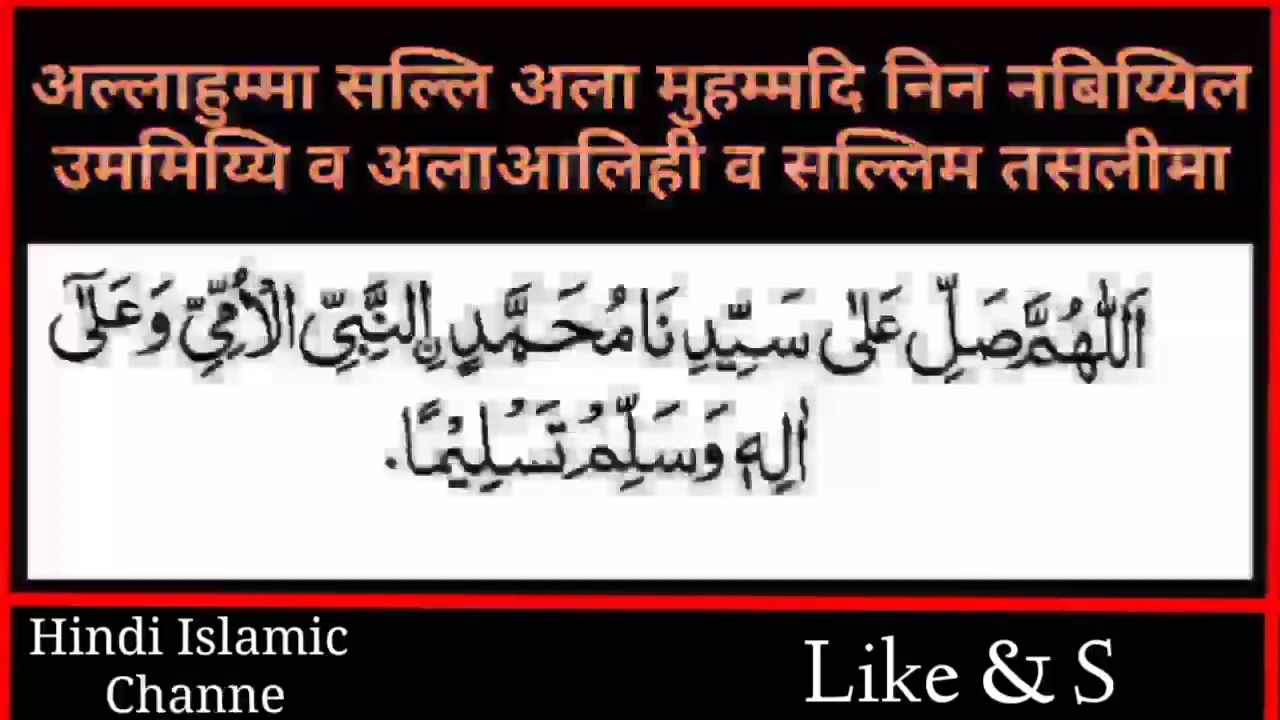 अल्लाहुम्मा सल्लि अला मुहम्मदि निन नबिय्यिल
उममिय्यि व अलाआलिही व सल्लिम तसलीमा
اَللّٰهُمَّ صَلِّ عَلٰى سَيِّدِنَا مُحَمَّدِنِ النَّبِيِّ الْاُمِّيِّ وَعَلٰٓى
اٰلِهٖ وَسَلِّمْ تَسْلِيْمًا.
Hindi Islamic
Channe
Like & S